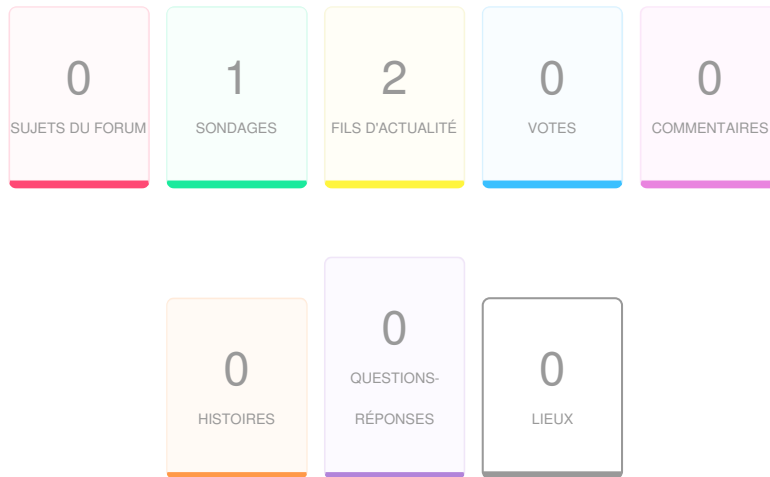 0
SUJETS DU FORUM
1
SONDAGES
2
FILS D'ACTUALITÉ
0
VOTES
0
COMMENTAIRES
0
HISTOIRES
0
QUESTIONS-
RÉPONSES
0
LIEUX